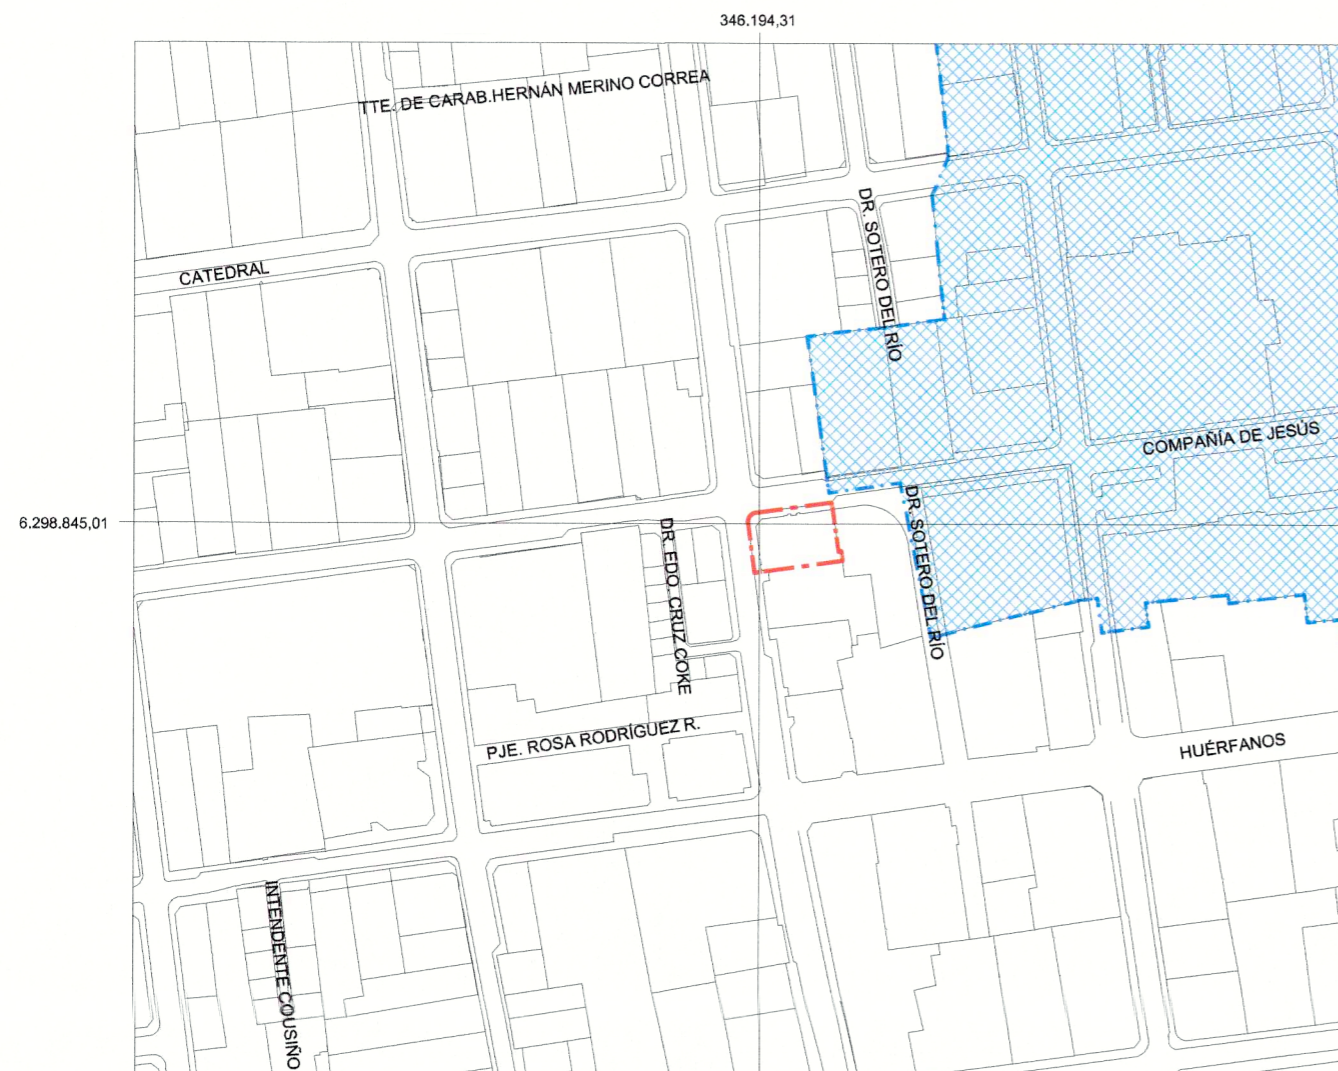 346.194,31
TTE. DE CARAB.HERNÁN MERINO CORREA
DR. SOTERO DEL RÍO
CATEDRAL
COMPAÑÍA DE JESÚS
6.298.845,01
DR. EDO. CRUZ COKE
DR. SOTERO DEL RÍO
PJE. ROSA RODRÍGUEZ R.
HUÉRFANOS
INTENDENTE COUSIÑO